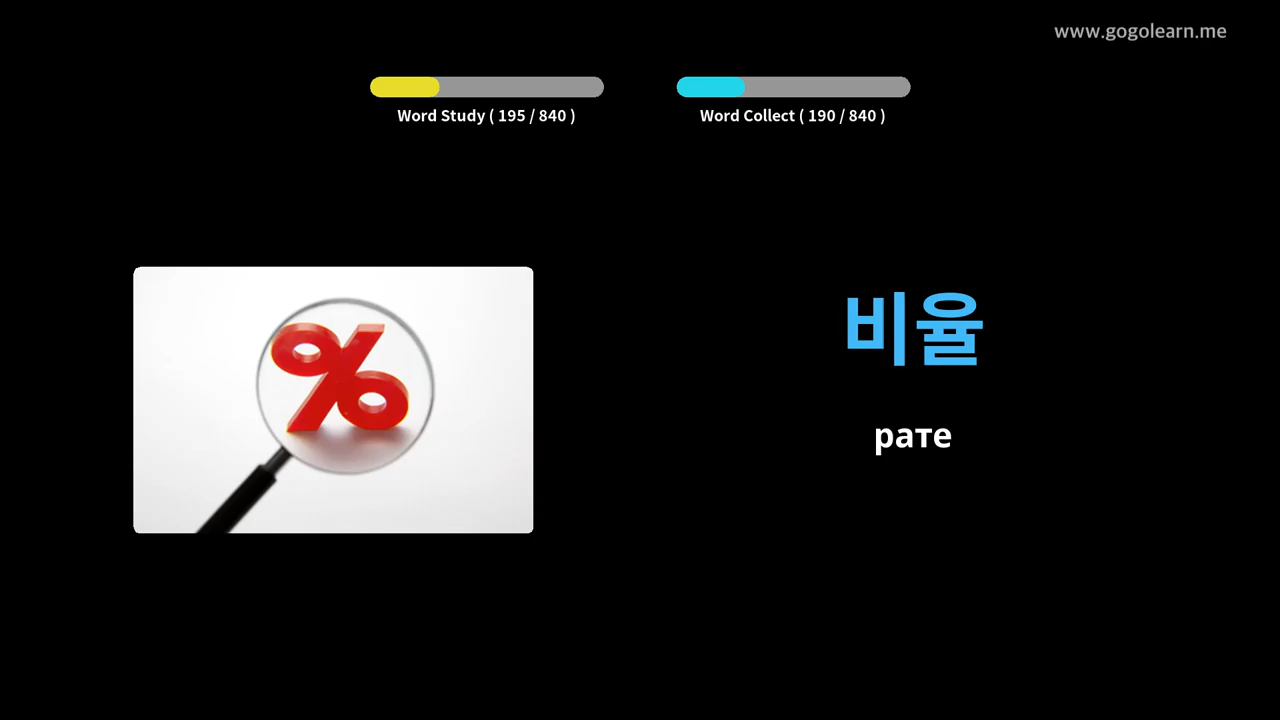 www.gogolearn.me
Word Study ( 195 / 840 )
Word Collect ( 190 / 840 )
%
비율
рате